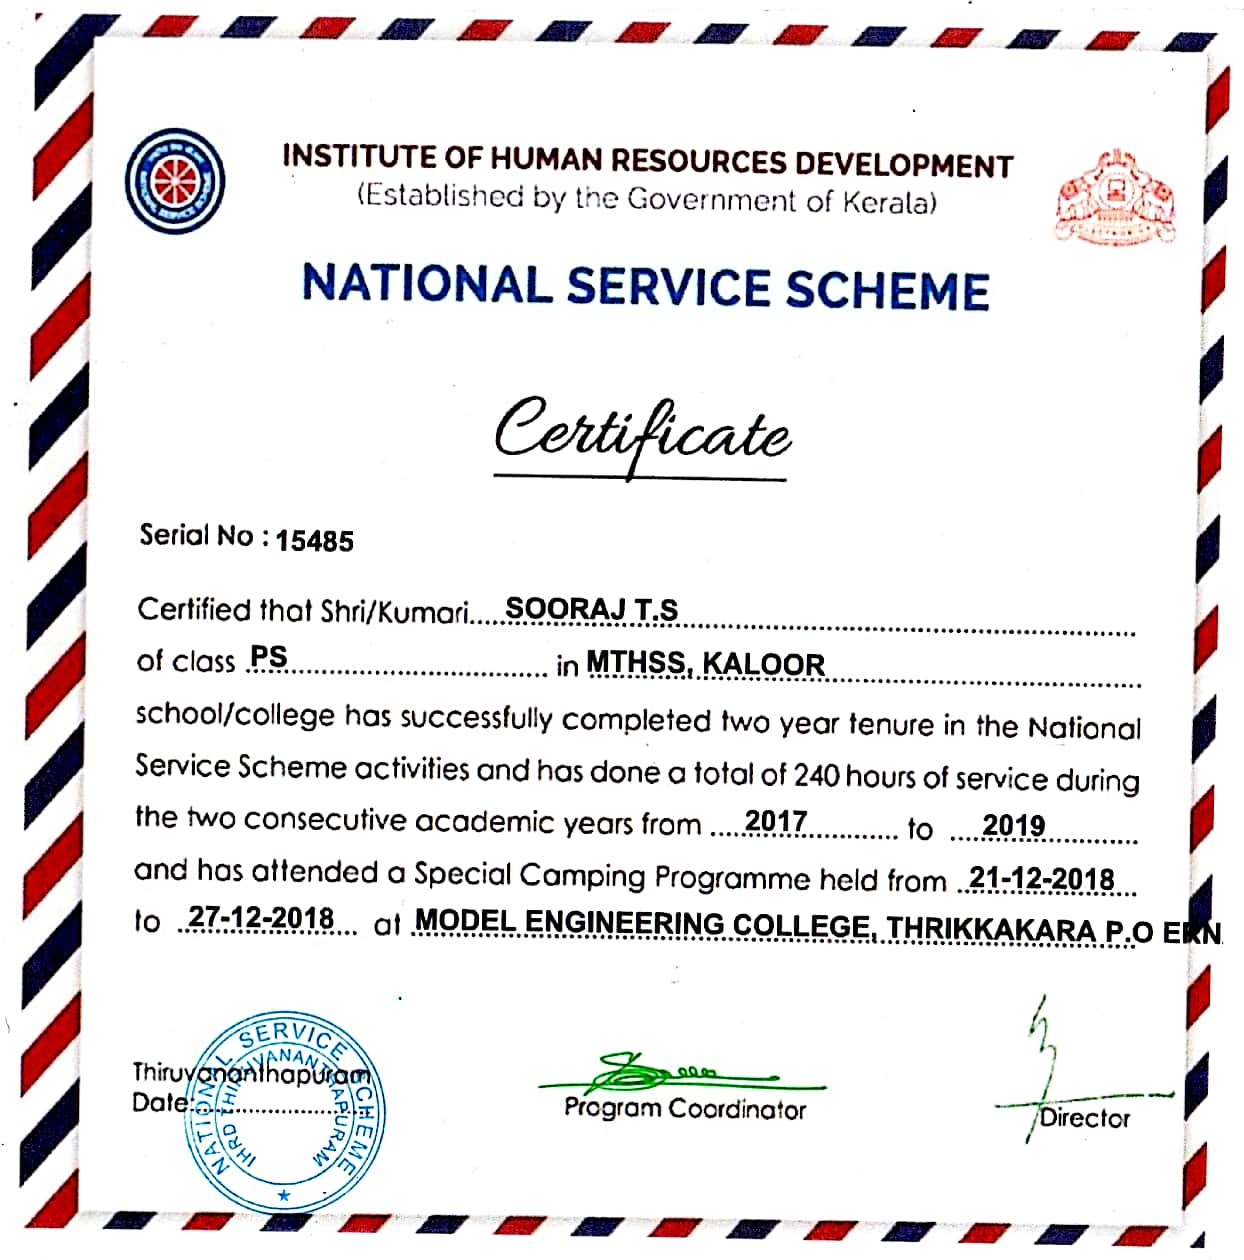 INSTITUTE OF HUMAN RESOURCES DEVELOPMENT
(Established by the Government of Kerala)
NATIONAL SERVICE SCHEME
Certificate
Serial No : 15485
Certified that Shri/Kumari.....SOORAJ T.S
of class PS in MTHSS, KALOOR
school/college has successfully completed two year tenure in the National
Service Scheme activities and has done a total of 240 hours of service during
the two consecutive academic years from ....2017............ to ....2019............
and has attended a Special Camping Programme held from ..21-12-2018...
to ..27-12-2018... at MODEL ENGINEERING COLLEGE, THRIKKAKARA P.O ERN
Thiruvananthapuram
Date:
NATIONAL SERVICE SCHEME
IHRD THIRUVANANTHAPURAM
Program Coordinator
Director